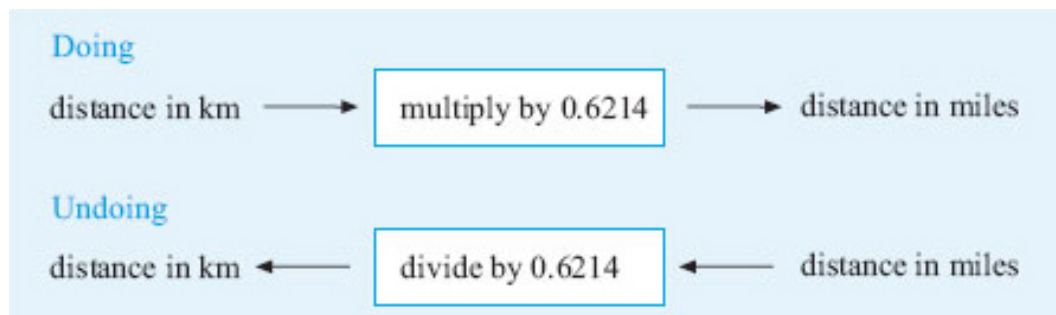 Doing
distance in km multiply by 0.6214 distance in miles
Undoing
distance in km divide by 0.6214 distance in miles